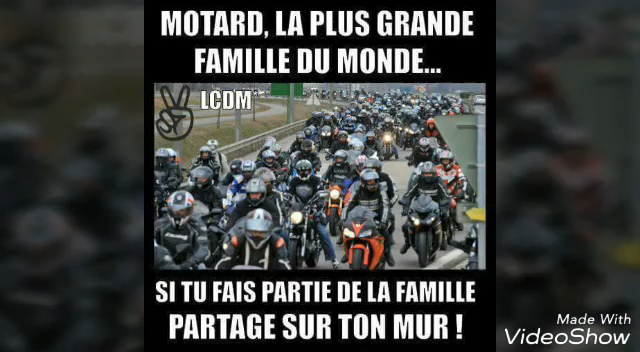 MOTARD, LA PLUS GRANDE
FAMILLE DU MONDE...
LCDM
SI TU FAIS PARTIE DE LA FAMILLE
PARTAGE SUR TON MUR !
Made With
VideoShow